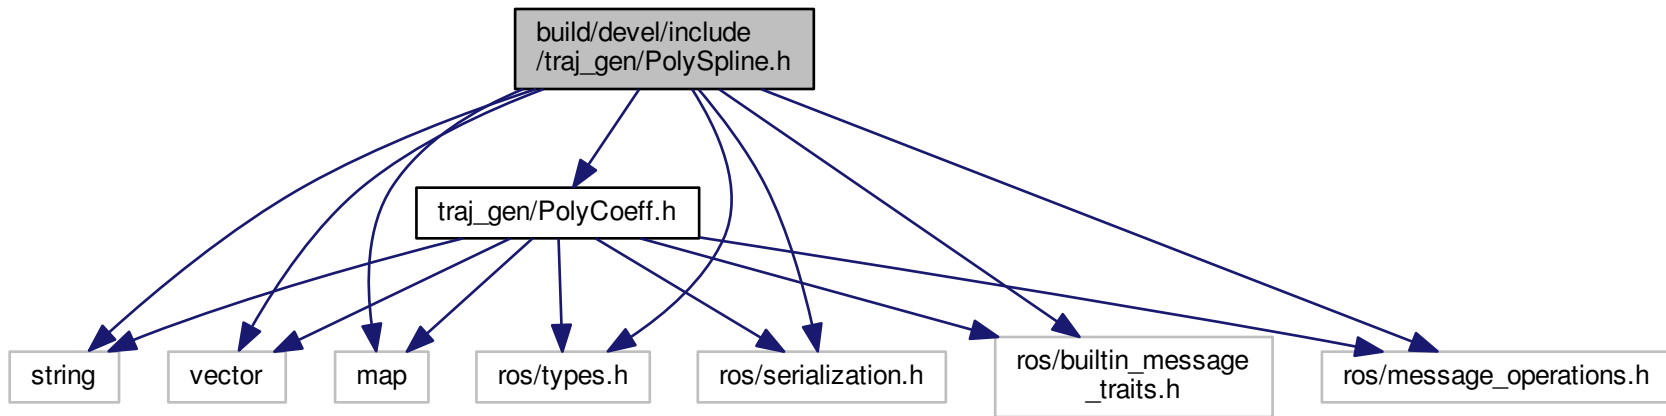 build/devel/include
/traj_gen/PolySpline.h
traj_gen/PolyCoeff.h
string
vector
map
ros/types.h
ros/serialization.h
ros/builtin_message
_traits.h
ros/message_operations.h